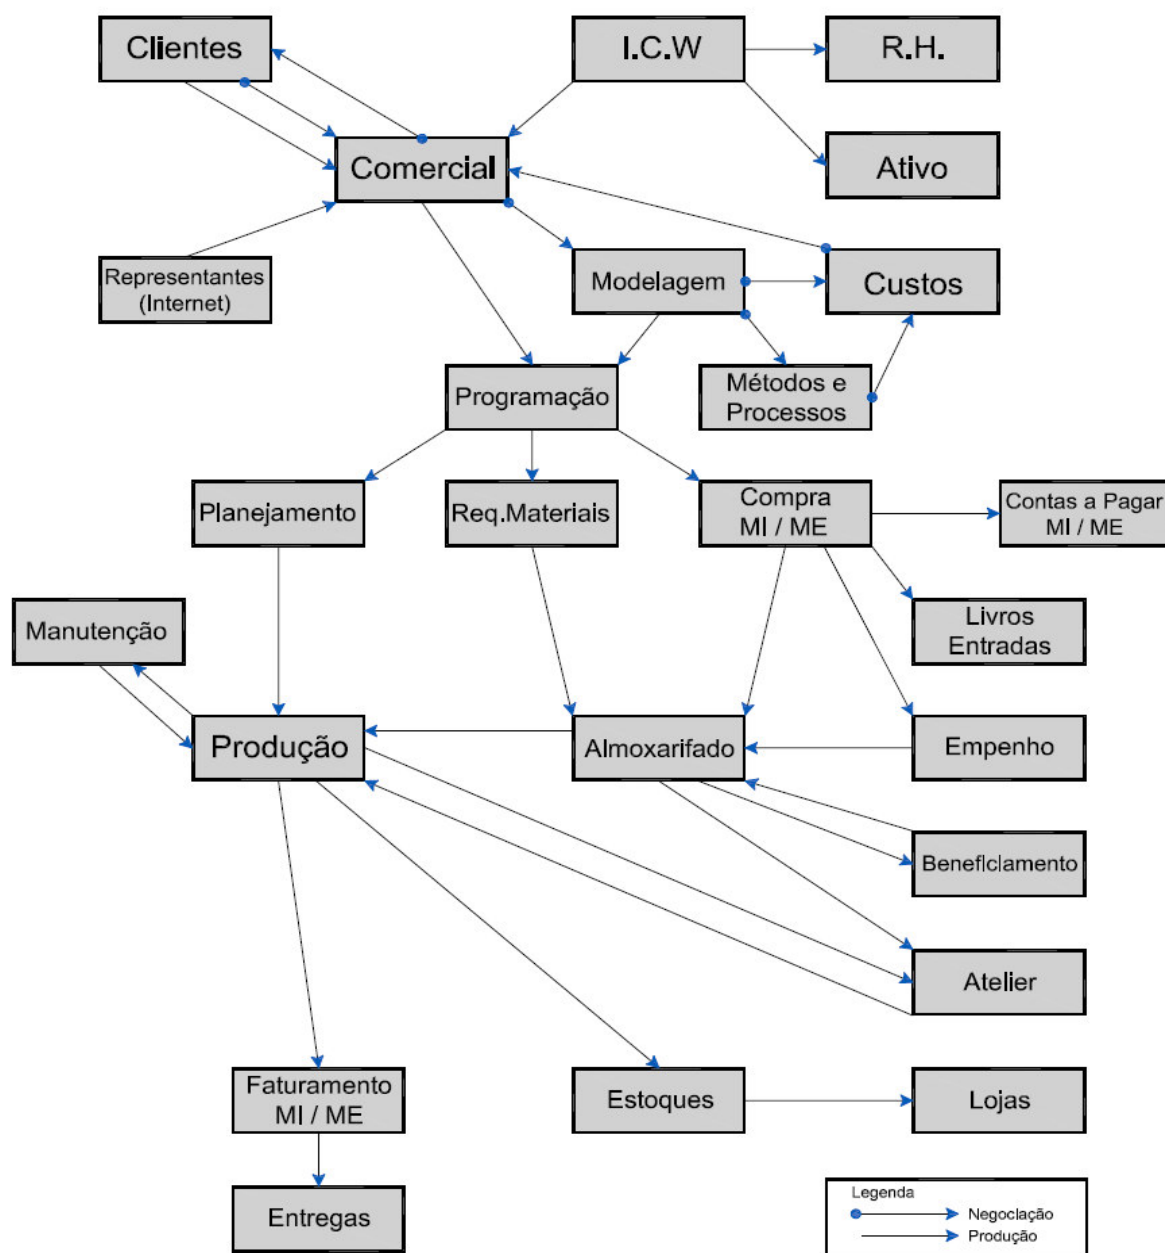 Clientes
I.C.W
R.H.
Comercial
Ativo
Representantes
(Internet)
Modelagem
Custos
Programação
Métodos e
Processos
Planejamento
Req.Materiais
Compra
MI / ME
Contas a Pagar
MI / ME
Manutenção
Livros
Entradas
Produção
Almoxarifado
Empenho
Beneficiamento
Atelier
Faturamento
MI / ME
Estoques
Lojas
Entregas
Legenda
Negociação
Produção